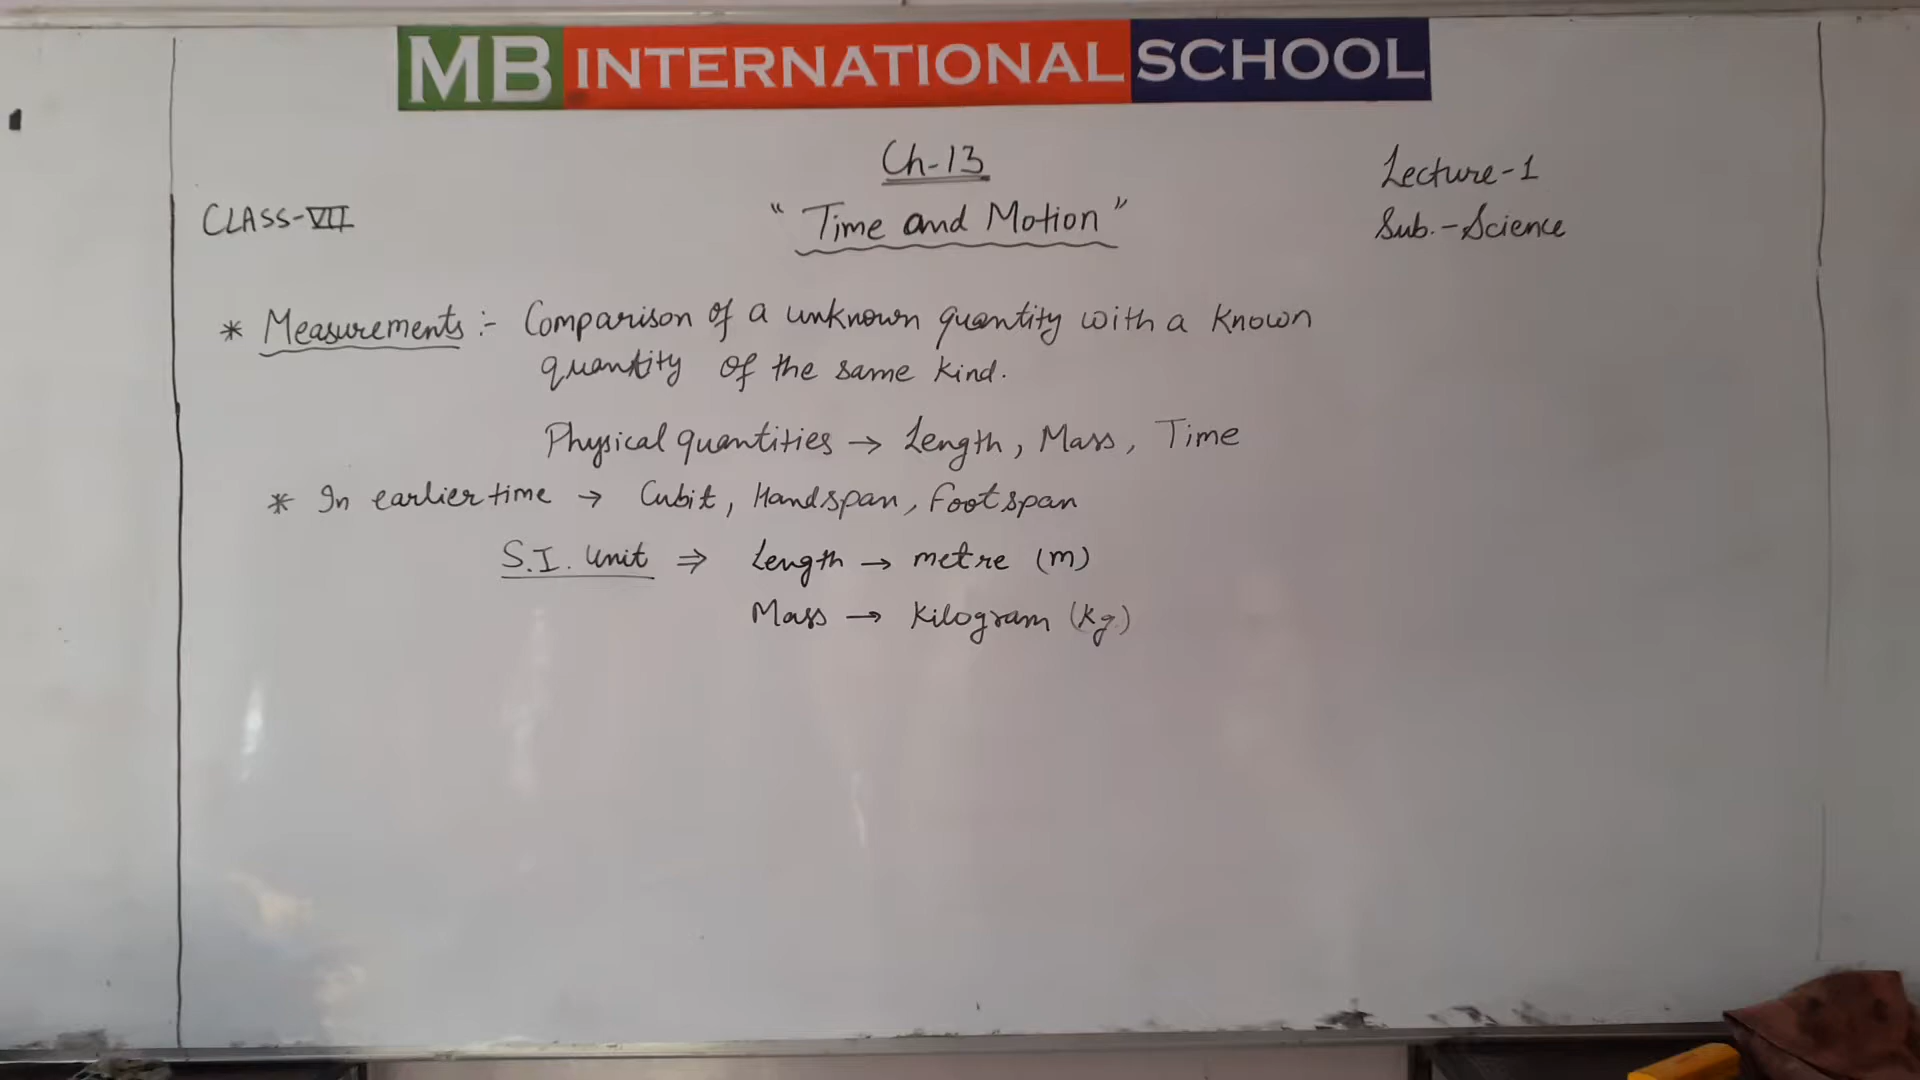 MB INTERNATIONAL SCHOOL
Ch-13
Lecture-1
CLASS-VII
"Time and Motion"
Sub.-Science
* Measurements :- Comparison of a unknown quantity with a known
quantity of the same kind.
Physical quantities → Length, Mass, Time
* In earlier time → Cubit, Handspan, Footspan
S.I. Unit ⇒ Length → metre (m)
Mass → Kilogram (Kg)